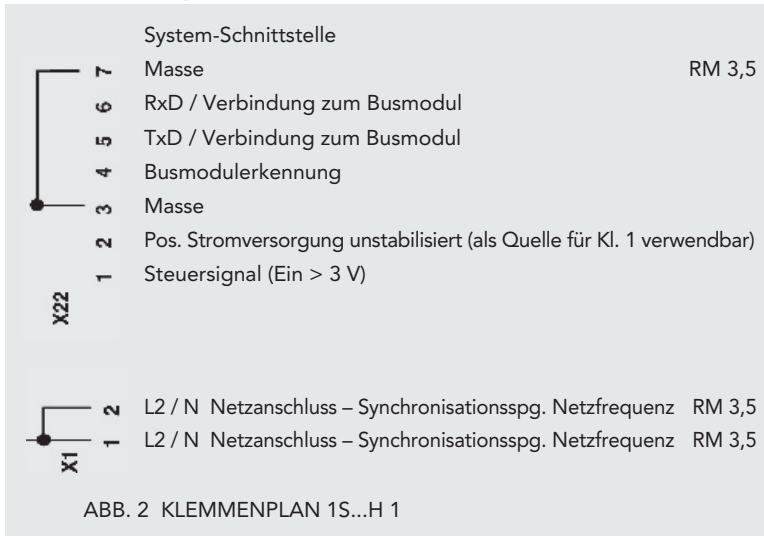 System-Schnittstelle
7 Masse RM 3,5
6 RxD / Verbindung zum Busmodul
5 TxD / Verbindung zum Busmodul
4 Busmodulerkennung
3 Masse
2 Pos. Stromversorgung unstabilisiert (als Quelle für Kl. 1 verwendbar)
1 Steuersignal (Ein > 3 V)
X22
2 L2 / N Netzanschluss – Synchronisationsspg. Netzfrequenz RM 3,5
1 L2 / N Netzanschluss – Synchronisationsspg. Netzfrequenz RM 3,5
X1
ABB. 2 KLEMMENPLAN 1S...H 1